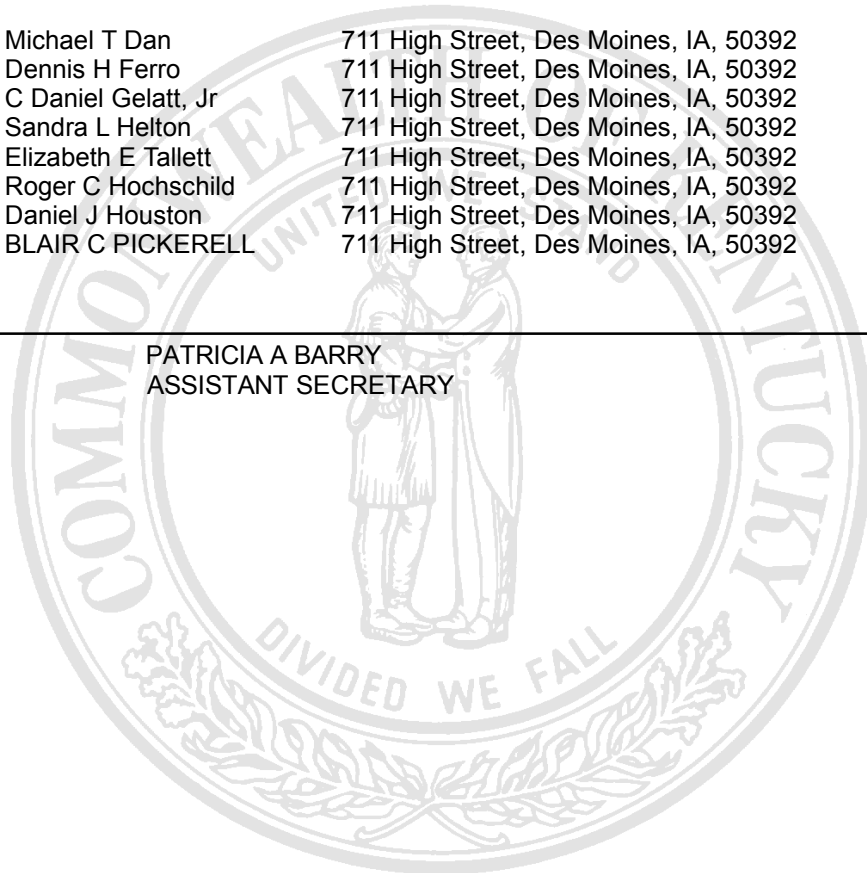 Michael T Dan 711 High Street, Des Moines, IA, 50392
Dennis H Ferro 711 High Street, Des Moines, IA, 50392
C Daniel Gelatt, Jr 711 High Street, Des Moines, IA, 50392
Sandra L Helton 711 High Street, Des Moines, IA, 50392
Elizabeth E Tallett 711 High Street, Des Moines, IA, 50392
Roger C Hochschild 711 High Street, Des Moines, IA, 50392
Daniel J Houston 711 High Street, Des Moines, IA, 50392
BLAIR C PICKERELL 711 High Street, Des Moines, IA, 50392
PATRICIA A BARRY
ASSISTANT SECRETARY
COMMONWEALTH OF KENTUCKY
UNITED WE STAND
DIVIDED WE FALL